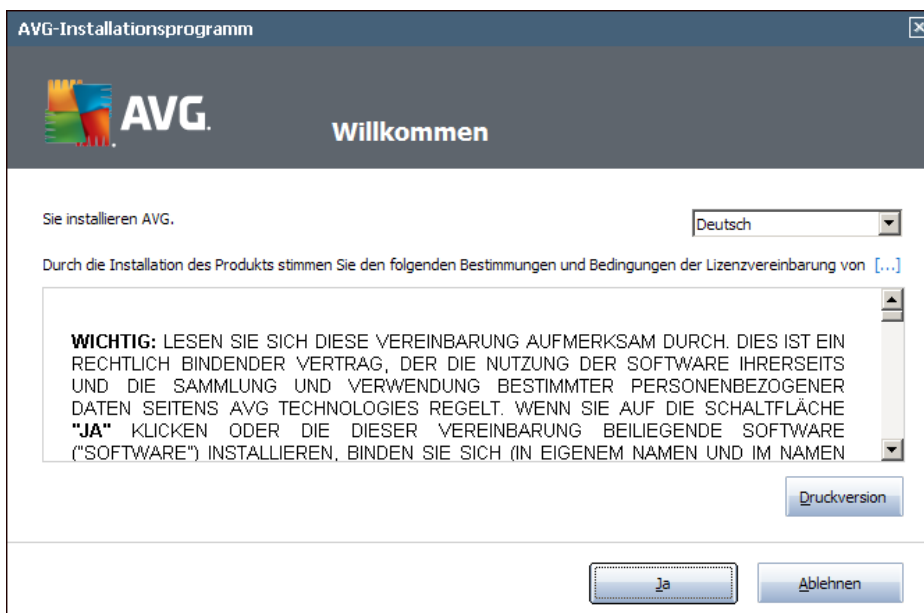 AVG-Installationsprogramm
AVG.
Willkommen
Sie installieren AVG.
Deutsch
Durch die Installation des Produkts stimmen Sie den folgenden Bestimmungen und Bedingungen der Lizenzvereinbarung von [...]
WICHTIG: LESEN SIE SICH DIESE VEREINBARUNG AUFMERKSAM DURCH. DIES IST EIN
RECHTLICH BINDENDER VERTRAG, DER DIE NUTZUNG DER SOFTWARE IHRERSEITS
UND DIE SAMMLUNG UND VERWENDUNG BESTIMMTER PERSONENBEZOGENER
DATEN SEITENS AVG TECHNOLOGIES REGELT. WENN SIE AUF DIE SCHALTFLÄCHE
"JA" KLICKEN ODER DIE DIESER VEREINBARUNG BEILIEGENDE SOFTWARE
("SOFTWARE") INSTALLIEREN, BINDEN SIE SICH (IN EIGENEM NAMEN UND IM NAMEN
Druckversion
Ja
Ablehnen